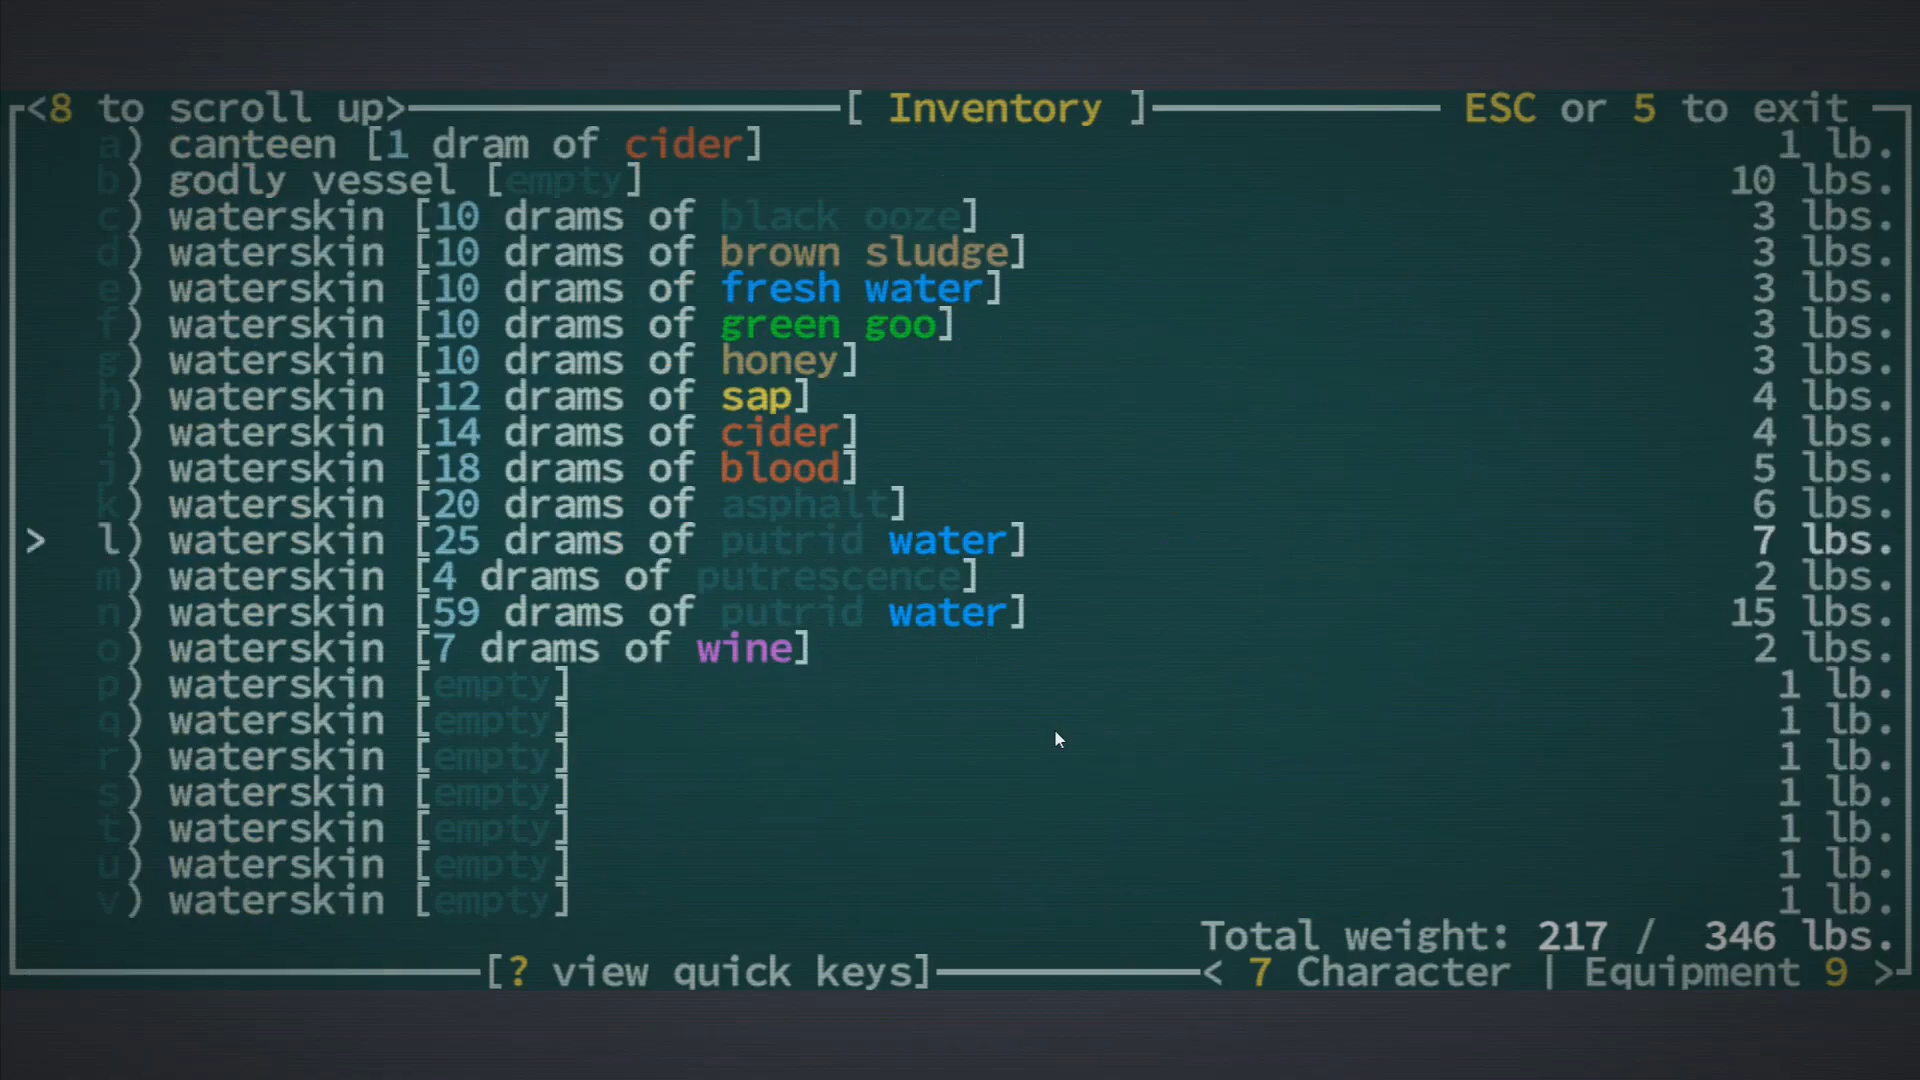 <8 to scroll up> [ Inventory ] ESC or 5 to exit
a) canteen [1 dram of cider] 1 lb.
b) godly vessel [empty] 10 lbs.
c) waterskin [10 drams of black ooze] 3 lbs.
d) waterskin [10 drams of brown sludge] 3 lbs.
e) waterskin [10 drams of fresh water] 3 lbs.
f) waterskin [10 drams of green goo] 3 lbs.
g) waterskin [10 drams of honey] 3 lbs.
h) waterskin [12 drams of sap] 4 lbs.
i) waterskin [14 drams of cider] 4 lbs.
j) waterskin [18 drams of blood] 5 lbs.
k) waterskin [20 drams of asphalt] 6 lbs.
> l) waterskin [25 drams of putrid water] 7 lbs.
m) waterskin [4 drams of putrescence] 2 lbs.
n) waterskin [59 drams of putrid water] 15 lbs.
o) waterskin [7 drams of wine] 2 lbs.
p) waterskin [empty] 1 lb.
q) waterskin [empty] 1 lb.
r) waterskin [empty] 1 lb.
s) waterskin [empty] 1 lb.
t) waterskin [empty] 1 lb.
u) waterskin [empty] 1 lb.
v) waterskin [empty] 1 lb.
Total weight: 217 / 346 lbs.
[? view quick keys] < 7 Character | Equipment 9 >